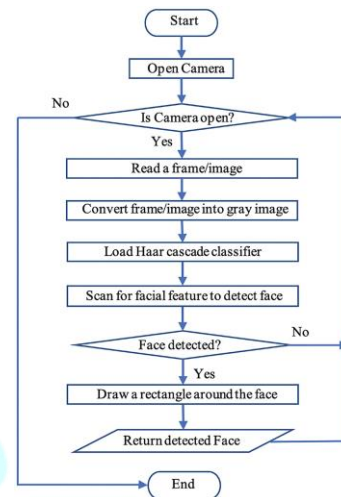 Start
Open Camera
No
Is Camera open?
Yes
Read a frame/image
Convert frame/image into gray image
Load Haar cascade classifier
Scan for facial feature to detect face
Face detected?
No
Yes
Draw a rectangle around the face
Return detected Face
End